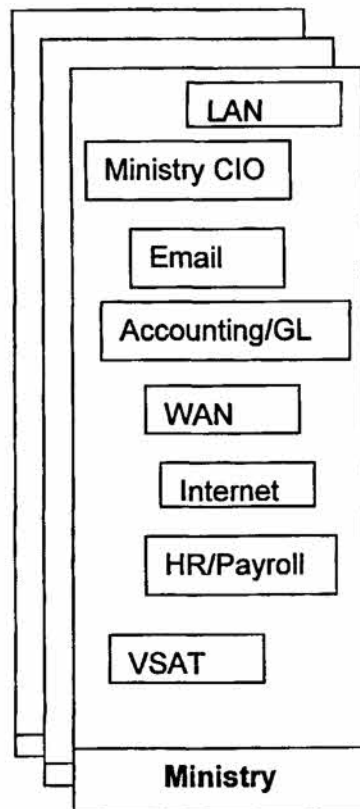 LAN
Ministry CIO
Email
Accounting/GL
WAN
Internet
HR/Payroll
VSAT
Ministry